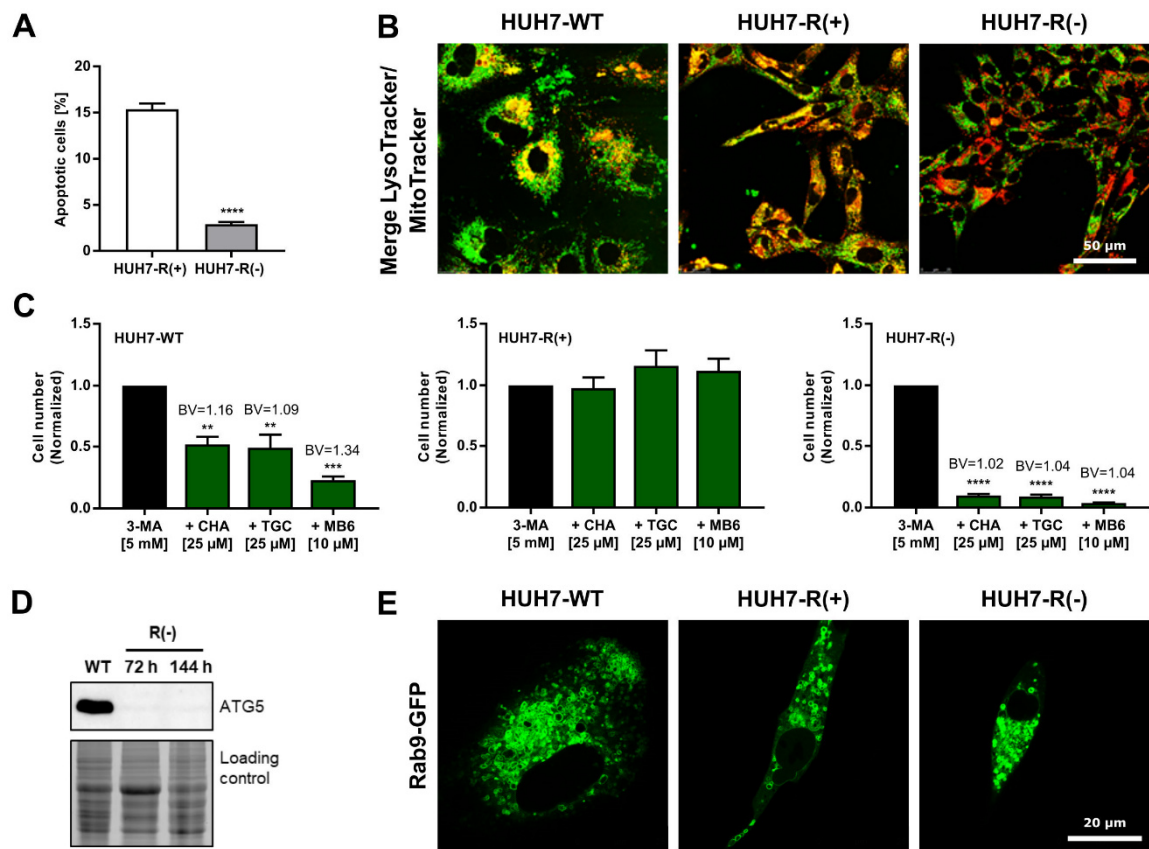 A
Apoptotic cells [%]
20
15
10
5
0
****
HUH7-R(+) HUH7-R(-)
B
HUH7-WT HUH7-R(+) HUH7-R(-)
Merge LysoTracker/
MitoTracker
50 µm
C
Cell number
(Normalized)
1.5
1.0
0.5
0.0
HUH7-WT
BV=1.16 BV=1.09 BV=1.34
** ** ***
3-MA + CHA + TGC + MB6
[5 mM] [25 µM] [25 µM] [10 µM]
Cell number
(Normalized)
1.5
1.0
0.5
0.0
HUH7-R(+)
3-MA + CHA + TGC + MB6
[5 mM] [25 µM] [25 µM] [10 µM]
Cell number
(Normalized)
1.5
1.0
0.5
0.0
HUH7-R(-)
BV=1.02 BV=1.04 BV=1.04
**** **** ****
3-MA + CHA + TGC + MB6
[5 mM] [25 µM] [25 µM] [10 µM]
D
R(-)
WT 72 h 144 h
ATG5
Loading
control
E
HUH7-WT HUH7-R(+) HUH7-R(-)
Rab9-GFP
20 µm